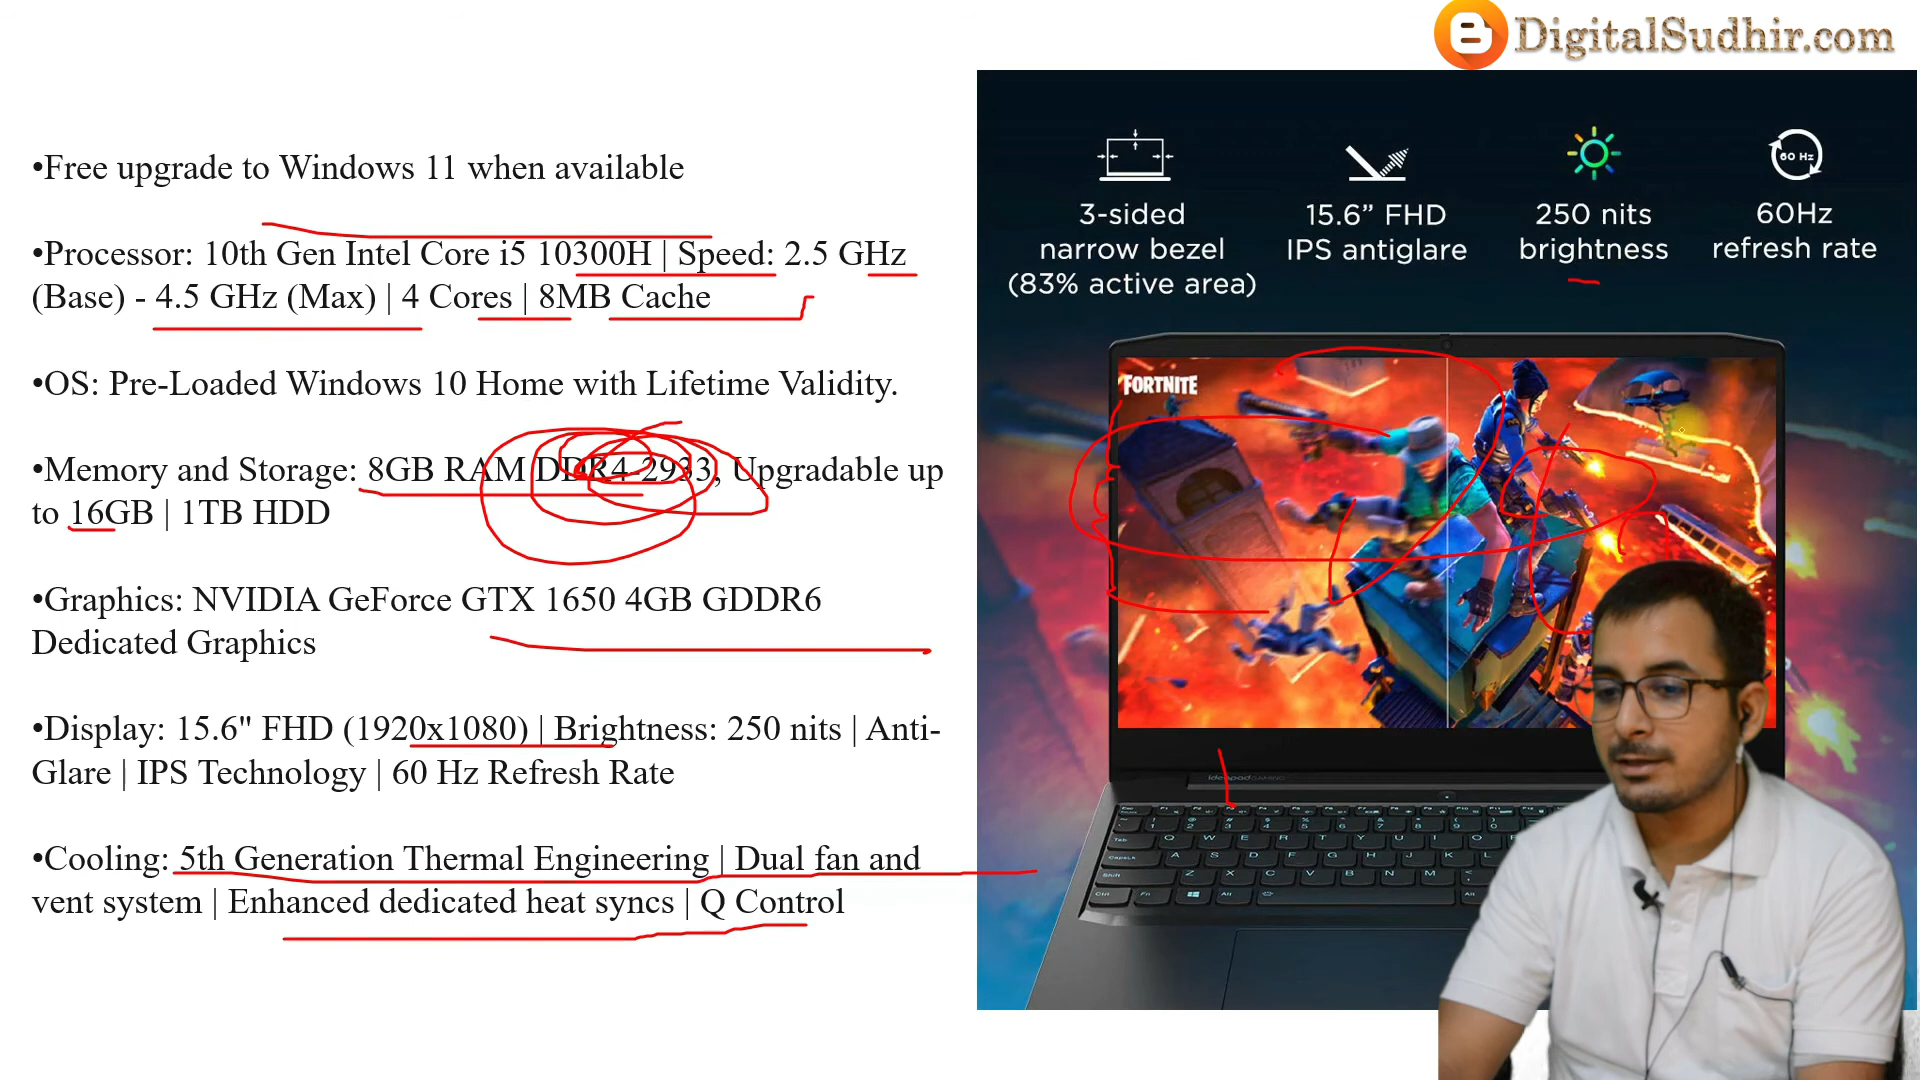 DigitalSudhir.com
•Free upgrade to Windows 11 when available
•Processor: 10th Gen Intel Core i5 10300H | Speed: 2.5 GHz
(Base) - 4.5 GHz (Max) | 4 Cores | 8MB Cache
•OS: Pre-Loaded Windows 10 Home with Lifetime Validity.
•Memory and Storage: 8GB RAM DDR4-2933, Upgradable up
to 16GB | 1TB HDD
•Graphics: NVIDIA GeForce GTX 1650 4GB GDDR6
Dedicated Graphics
•Display: 15.6" FHD (1920x1080) | Brightness: 250 nits | Anti-
Glare | IPS Technology | 60 Hz Refresh Rate
•Cooling: 5th Generation Thermal Engineering | Dual fan and
vent system | Enhanced dedicated heat syncs | Q Control
3-sided
narrow bezel
(83% active area)
15.6” FHD
IPS antiglare
250 nits
brightness
60 Hz
60Hz
refresh rate
FORTNITE
ideapad GAMING
Q W E R T Y U I O
A S D F G H J K L
Z X C V B N M